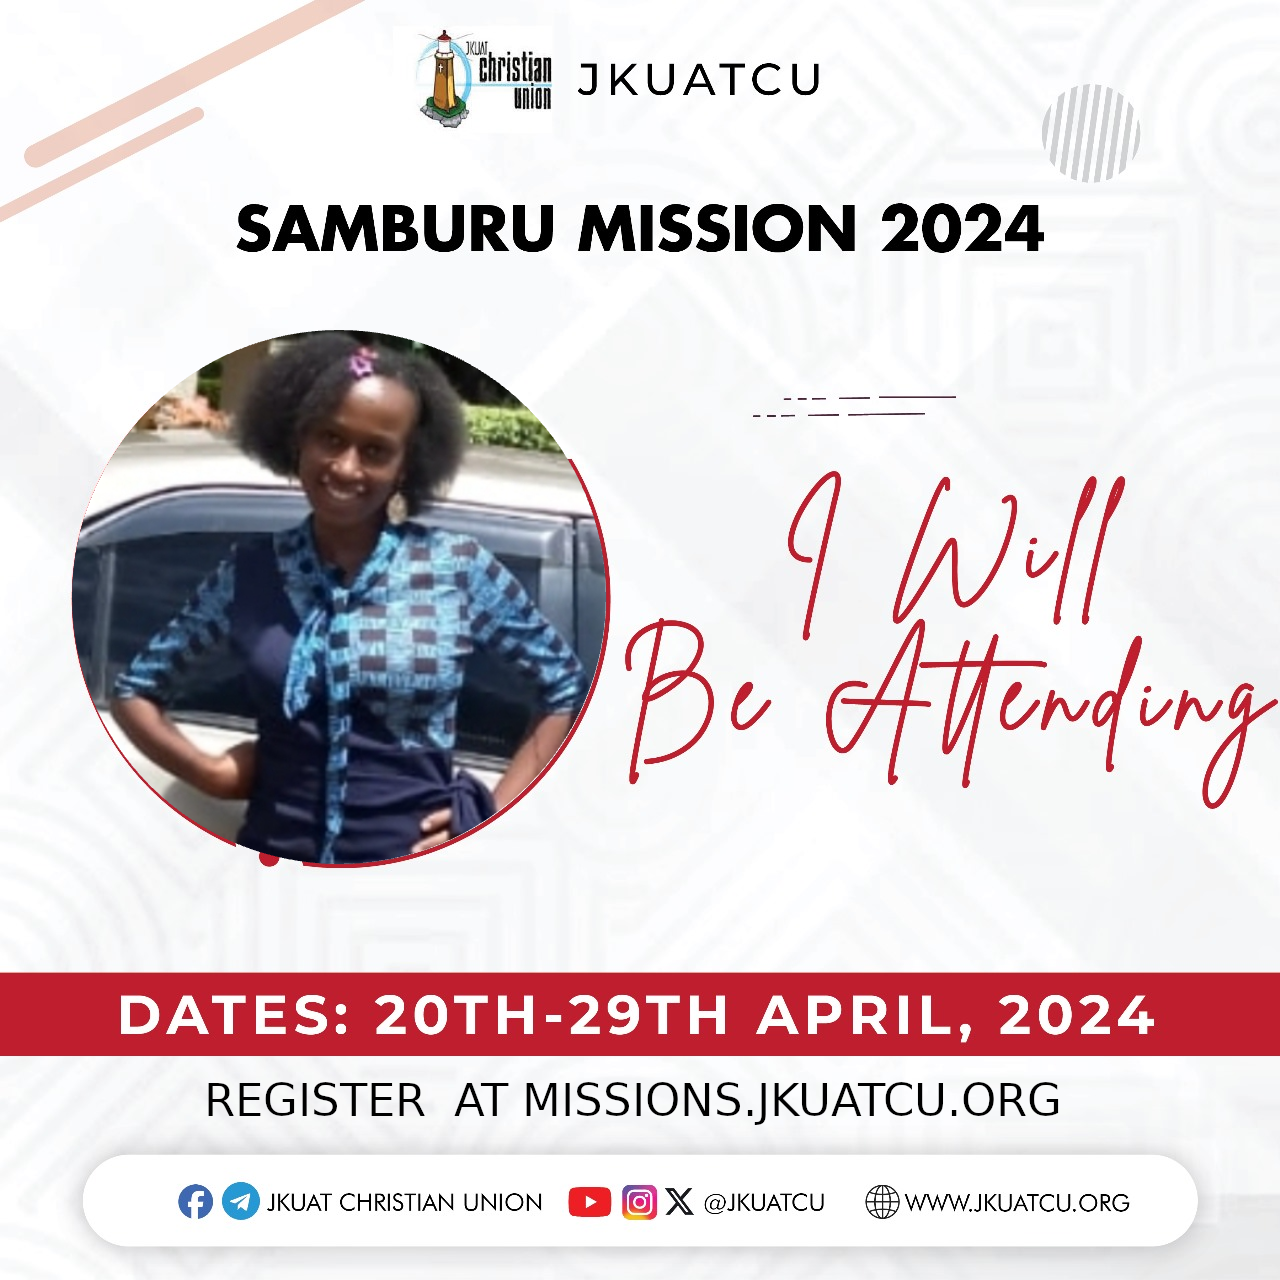 JKUAT
christian
union
JKUATCU
SAMBURU MISSION 2024
I Will
Be Attending
DATES: 20TH-29TH APRIL, 2024
REGISTER  AT MISSIONS.JKUATCU.ORG
JKUAT CHRISTIAN UNION @JKUATCU WWW.JKUATCU.ORG